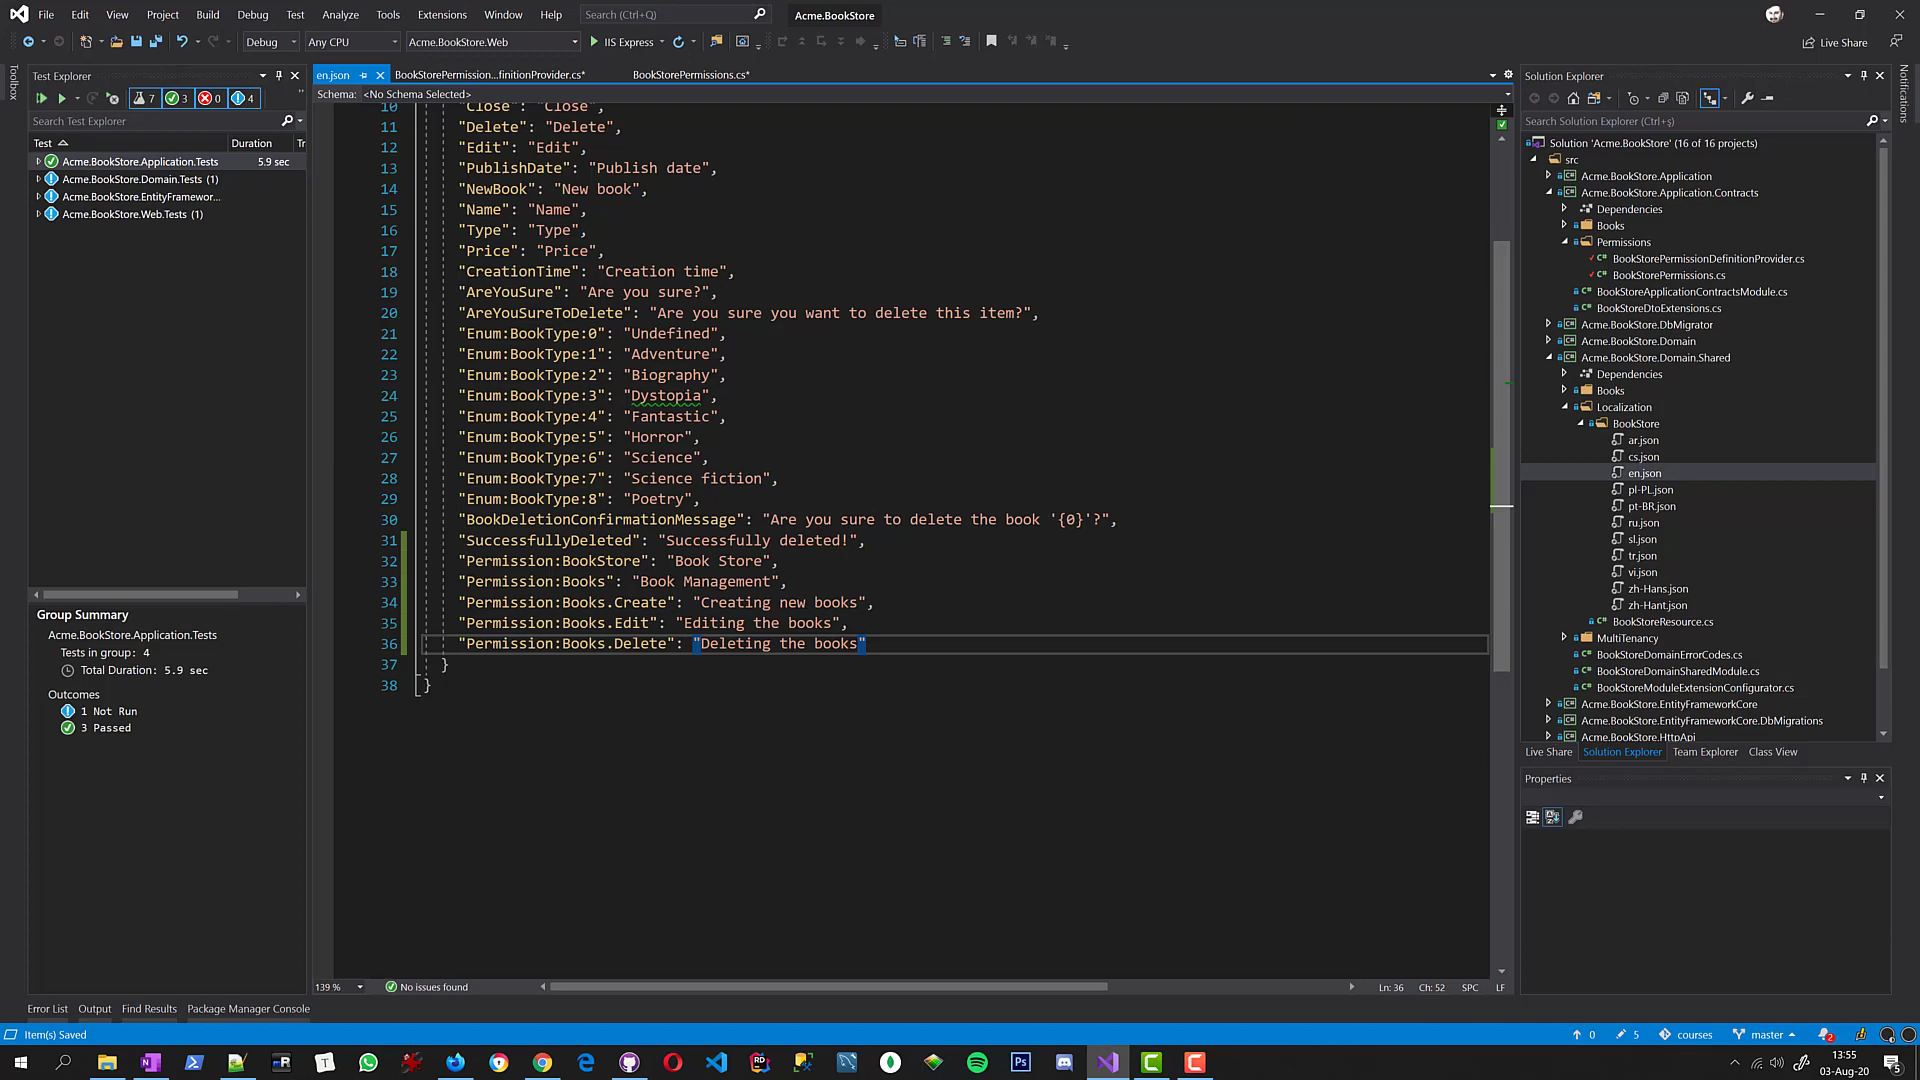 File Edit View Project Build Debug Test Analyze Tools Extensions Window Help Search (Ctrl+Q) Acme.BookStore
Debug Any CPU Acme.BookStore.Web IIS Express Live Share
Toolbox
Test Explorer
7 3 0 4
Search Test Explorer
Test Duration Tr
Acme.BookStore.Application.Tests 5.9 sec
Acme.BookStore.Domain.Tests (1)
Acme.BookStore.EntityFramewor...
Acme.BookStore.Web.Tests (1)
Group Summary
Acme.BookStore.Application.Tests
Tests in group: 4
Total Duration: 5.9 sec
Outcomes
1 Not Run
3 Passed
en.json BookStorePermission...finitionProvider.cs* BookStorePermissions.cs*
Schema: <No Schema Selected>
10 "Close": "Close",
11 "Delete": "Delete",
12 "Edit": "Edit",
13 "PublishDate": "Publish date",
14 "NewBook": "New book",
15 "Name": "Name",
16 "Type": "Type",
17 "Price": "Price",
18 "CreationTime": "Creation time",
19 "AreYouSure": "Are you sure?",
20 "AreYouSureToDelete": "Are you sure you want to delete this item?",
21 "Enum:BookType:0": "Undefined",
22 "Enum:BookType:1": "Adventure",
23 "Enum:BookType:2": "Biography",
24 "Enum:BookType:3": "Dystopia",
25 "Enum:BookType:4": "Fantastic",
26 "Enum:BookType:5": "Horror",
27 "Enum:BookType:6": "Science",
28 "Enum:BookType:7": "Science fiction",
29 "Enum:BookType:8": "Poetry",
30 "BookDeletionConfirmationMessage": "Are you sure to delete the book '{0}'?",
31 "SuccessfullyDeleted": "Successfully deleted!",
32 "Permission:BookStore": "Book Store",
33 "Permission:Books": "Book Management",
34 "Permission:Books.Create": "Creating new books",
35 "Permission:Books.Edit": "Editing the books",
36 "Permission:Books.Delete": "Deleting the books"
37 }
38 }
139 % No issues found Ln: 36 Ch: 52 SPC LF
Solution Explorer
Search Solution Explorer (Ctrl+ş)
Solution 'Acme.BookStore' (16 of 16 projects)
src
Acme.BookStore.Application
Acme.BookStore.Application.Contracts
Dependencies
Books
Permissions
BookStorePermissionDefinitionProvider.cs
BookStorePermissions.cs
BookStoreApplicationContractsModule.cs
BookStoreDtoExtensions.cs
Acme.BookStore.DbMigrator
Acme.BookStore.Domain
Acme.BookStore.Domain.Shared
Dependencies
Books
Localization
BookStore
ar.json
cs.json
en.json
pl-PL.json
pt-BR.json
ru.json
sl.json
tr.json
vi.json
zh-Hans.json
zh-Hant.json
BookStoreResource.cs
MultiTenancy
BookStoreDomainErrorCodes.cs
BookStoreDomainSharedModule.cs
BookStoreModuleExtensionConfigurator.cs
Acme.BookStore.EntityFrameworkCore
Acme.BookStore.EntityFrameworkCore.DbMigrations
Acme.BookStore.HttpApi
Live Share Solution Explorer Team Explorer Class View
Properties
Notifications
Error List Output Find Results Package Manager Console
Item(s) Saved 0 5 courses master 2
13:55
03-Aug-20
5